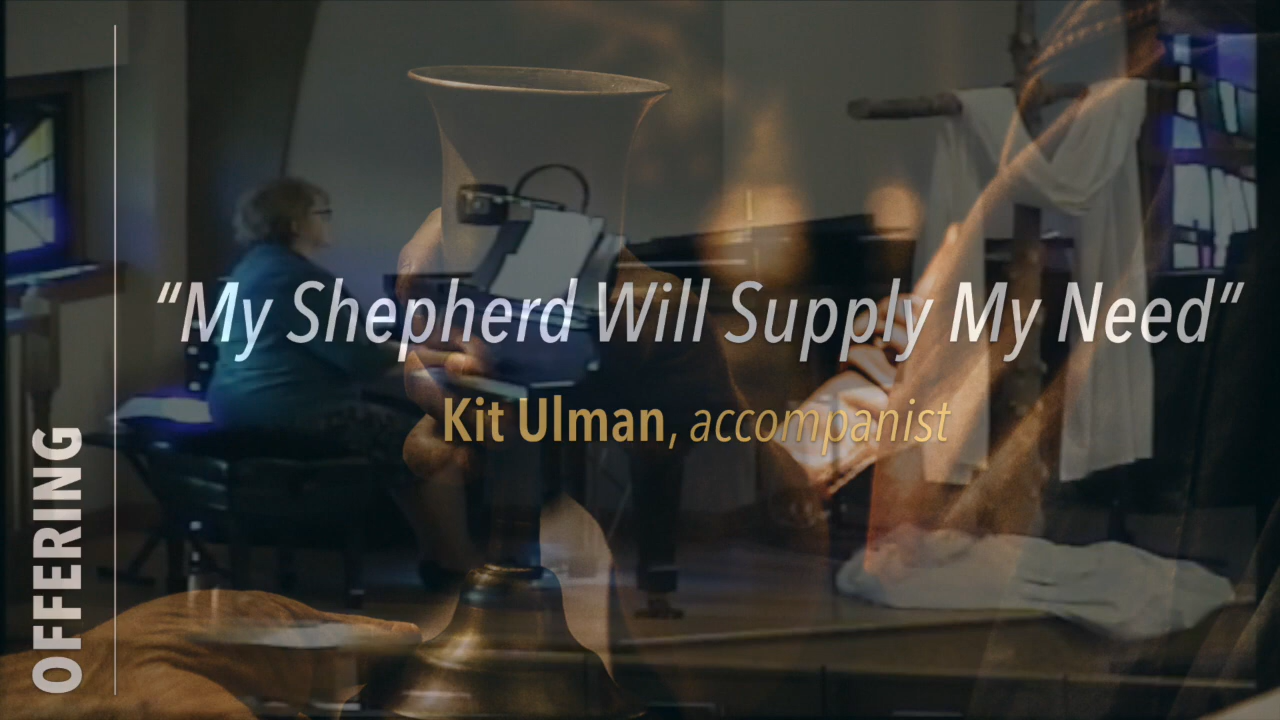 OFFERING
“My Shepherd Will Supply My Need“
Kit Ulman, accompanist